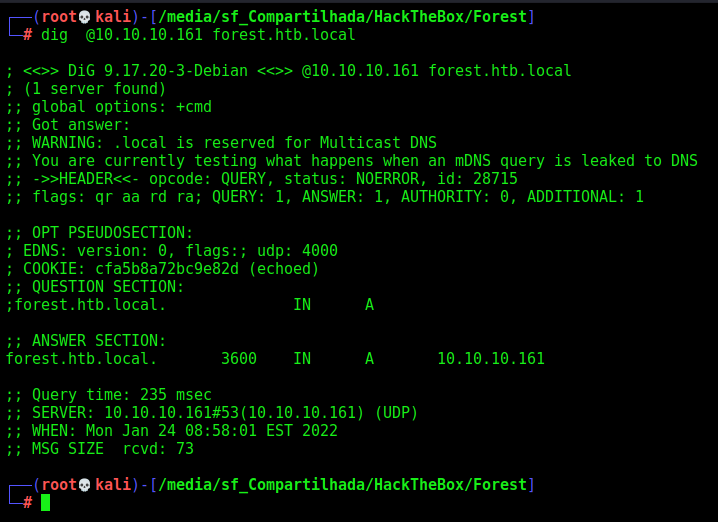 ┌──(root💀kali)-[/media/sf_Compartilhada/HackTheBox/Forest]
└─# dig  @10.10.10.161 forest.htb.local

; <<>> DiG 9.17.20-3-Debian <<>> @10.10.10.161 forest.htb.local
; (1 server found)
;; global options: +cmd
;; Got answer:
;; WARNING: .local is reserved for Multicast DNS
;; You are currently testing what happens when an mDNS query is leaked to DNS
;; ->>HEADER<<- opcode: QUERY, status: NOERROR, id: 28715
;; flags: qr aa rd ra; QUERY: 1, ANSWER: 1, AUTHORITY: 0, ADDITIONAL: 1

;; OPT PSEUDOSECTION:
; EDNS: version: 0, flags:; udp: 4000
; COOKIE: cfa5b8a72bc9e82d (echoed)
;; QUESTION SECTION:
;forest.htb.local.              IN      A

;; ANSWER SECTION:
forest.htb.local.       3600    IN      A       10.10.10.161

;; Query time: 235 msec
;; SERVER: 10.10.10.161#53(10.10.10.161) (UDP)
;; WHEN: Mon Jan 24 08:58:01 EST 2022
;; MSG SIZE  rcvd: 73

┌──(root💀kali)-[/media/sf_Compartilhada/HackTheBox/Forest]
└─#